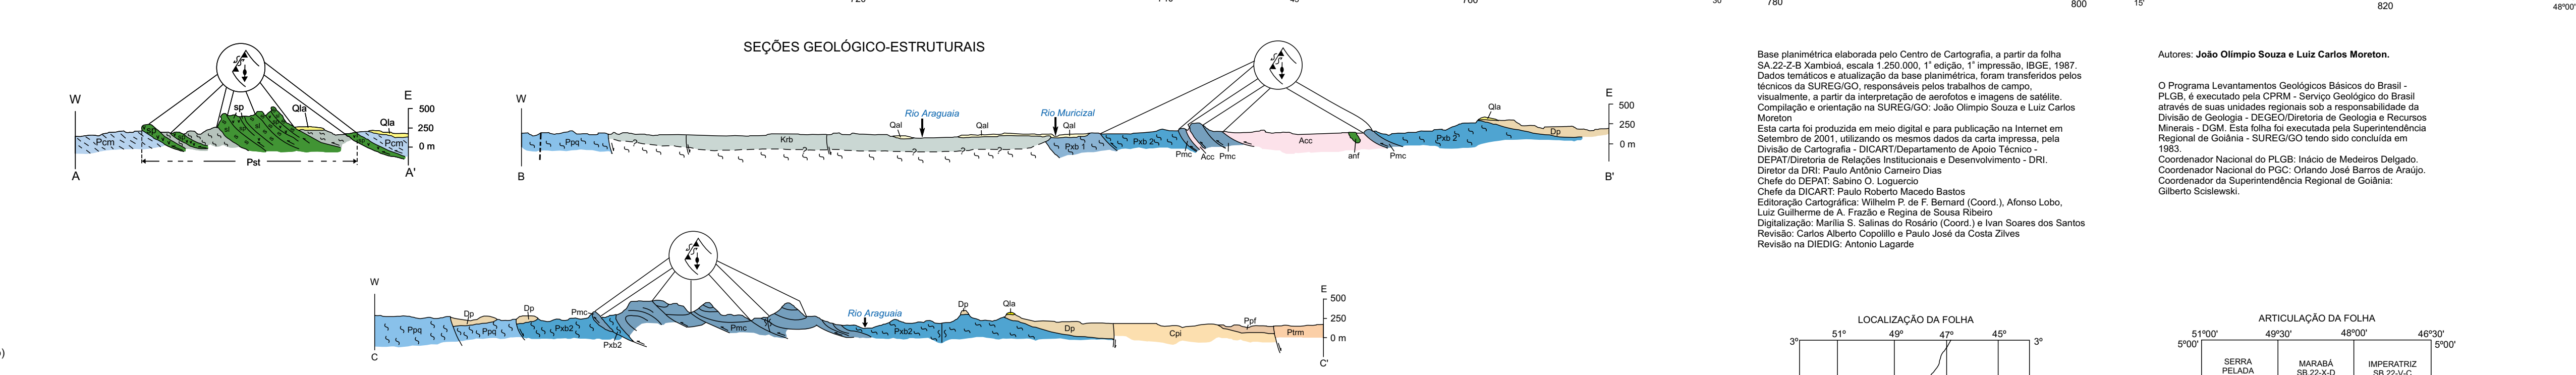 720
740
45'
760
30'
780
800
15'
820
48º00'
SEÇÕES GEOLÓGICO-ESTRUTURAIS
W
E
500
250
0 m
sp
sp
Qla
Qla
Pcm
Pcm
Pst
A
A'
W
E
500
250
0 m
Rio Araguaia
Rio Muricizal
Qal
Qal
Qal
Qla
Ppq
Krb
?
?
?
?
Pxb 1
Pxb 2
Acc
Pxb 2
Dp
Pmc
Acc
Pmc
anf
Pmc
B
B'
W
E
500
250
0 m
Dp
Dp
Pmc
Rio Araguaia
Dp
Qla
Ppq
Ppq
Pxb2
Pmc
Pxb2
Dp
Cpi
Ppf
Ptrm
Pxb2
C
C'
Base planimétrica elaborada pelo Centro de Cartografia, a partir da folha
SA.22-Z-B Xambioá, escala 1.250.000, 1ª edição, 1ª impressão, IBGE, 1987.
Dados temáticos e atualização da base planimétrica, foram transferidos pelos
técnicos da SUREG/GO, responsáveis pelos trabalhos de campo,
visualmente, a partir da interpretação de aerofotos e imagens de satélite.
Compilação e orientação na SUREG/GO: João Olimpio Souza e Luiz Carlos
Moreton
Esta carta foi produzida em meio digital e para publicação na Internet em
Setembro de 2001, utilizando os mesmos dados da carta impressa, pela
Divisão de Cartografia - DICART/Departamento de Apoio Técnico -
DEPAT/Diretoria de Relações Institucionais e Desenvolvimento - DRI.
Diretor da DRI: Paulo Antônio Carneiro Dias
Chefe do DEPAT: Sabino O. Loguercio
Chefe da DICART: Paulo Roberto Macedo Bastos
Editoração Cartográfica: Wilhelm P. de F. Bernard (Coord.), Afonso Lobo,
Luiz Guilherme de A. Frazão e Regina de Sousa Ribeiro
Digitalização: Marília S. Salinas do Rosário (Coord.) e Ivan Soares dos Santos
Revisão: Carlos Alberto Copolillo e Paulo José da Costa Zilves
Revisão na DIEDIG: Antonio Lagarde
Autores: João Olímpio Souza e Luiz Carlos Moreton.
O Programa Levantamentos Geológicos Básicos do Brasil -
PLGB, é executado pela CPRM - Serviço Geológico do Brasil
através de suas unidades regionais sob a responsabilidade da
Divisão de Geologia - DEGEO/Diretoria de Geologia e Recursos
Minerais - DGM. Esta folha foi executada pela Superintendência
Regional de Goiânia - SUREG/GO tendo sido concluída em
1983.
Coordenador Nacional do PLGB: Inácio de Medeiros Delgado.
Coordenador Nacional do PGC: Orlando José Barros de Araújo.
Coordenador da Superintendência Regional de Goiânia:
Gilberto Scislewski.
LOCALIZAÇÃO DA FOLHA
51º
49º
47º
45º
3º
3º
ARTICULAÇÃO DA FOLHA
51º00'
49º30'
48º00'
46º30'
5º00'
5º00'
SERRA
PELADA
MARABÁ
SB.22-X-D
IMPERATRIZ
SB.22-V-C